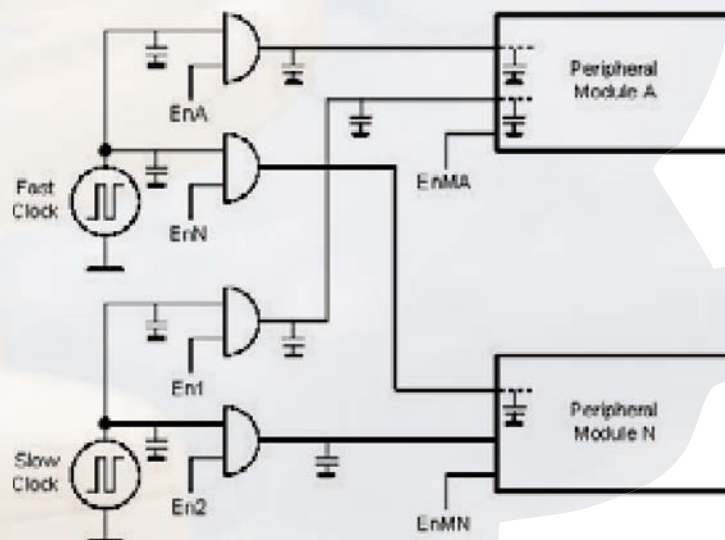 EnA
Peripheral
Module A
EnMA
Fast
Clock
EnN
En1
Peripheral
Module N
Slow
Clock
En2
EnMN